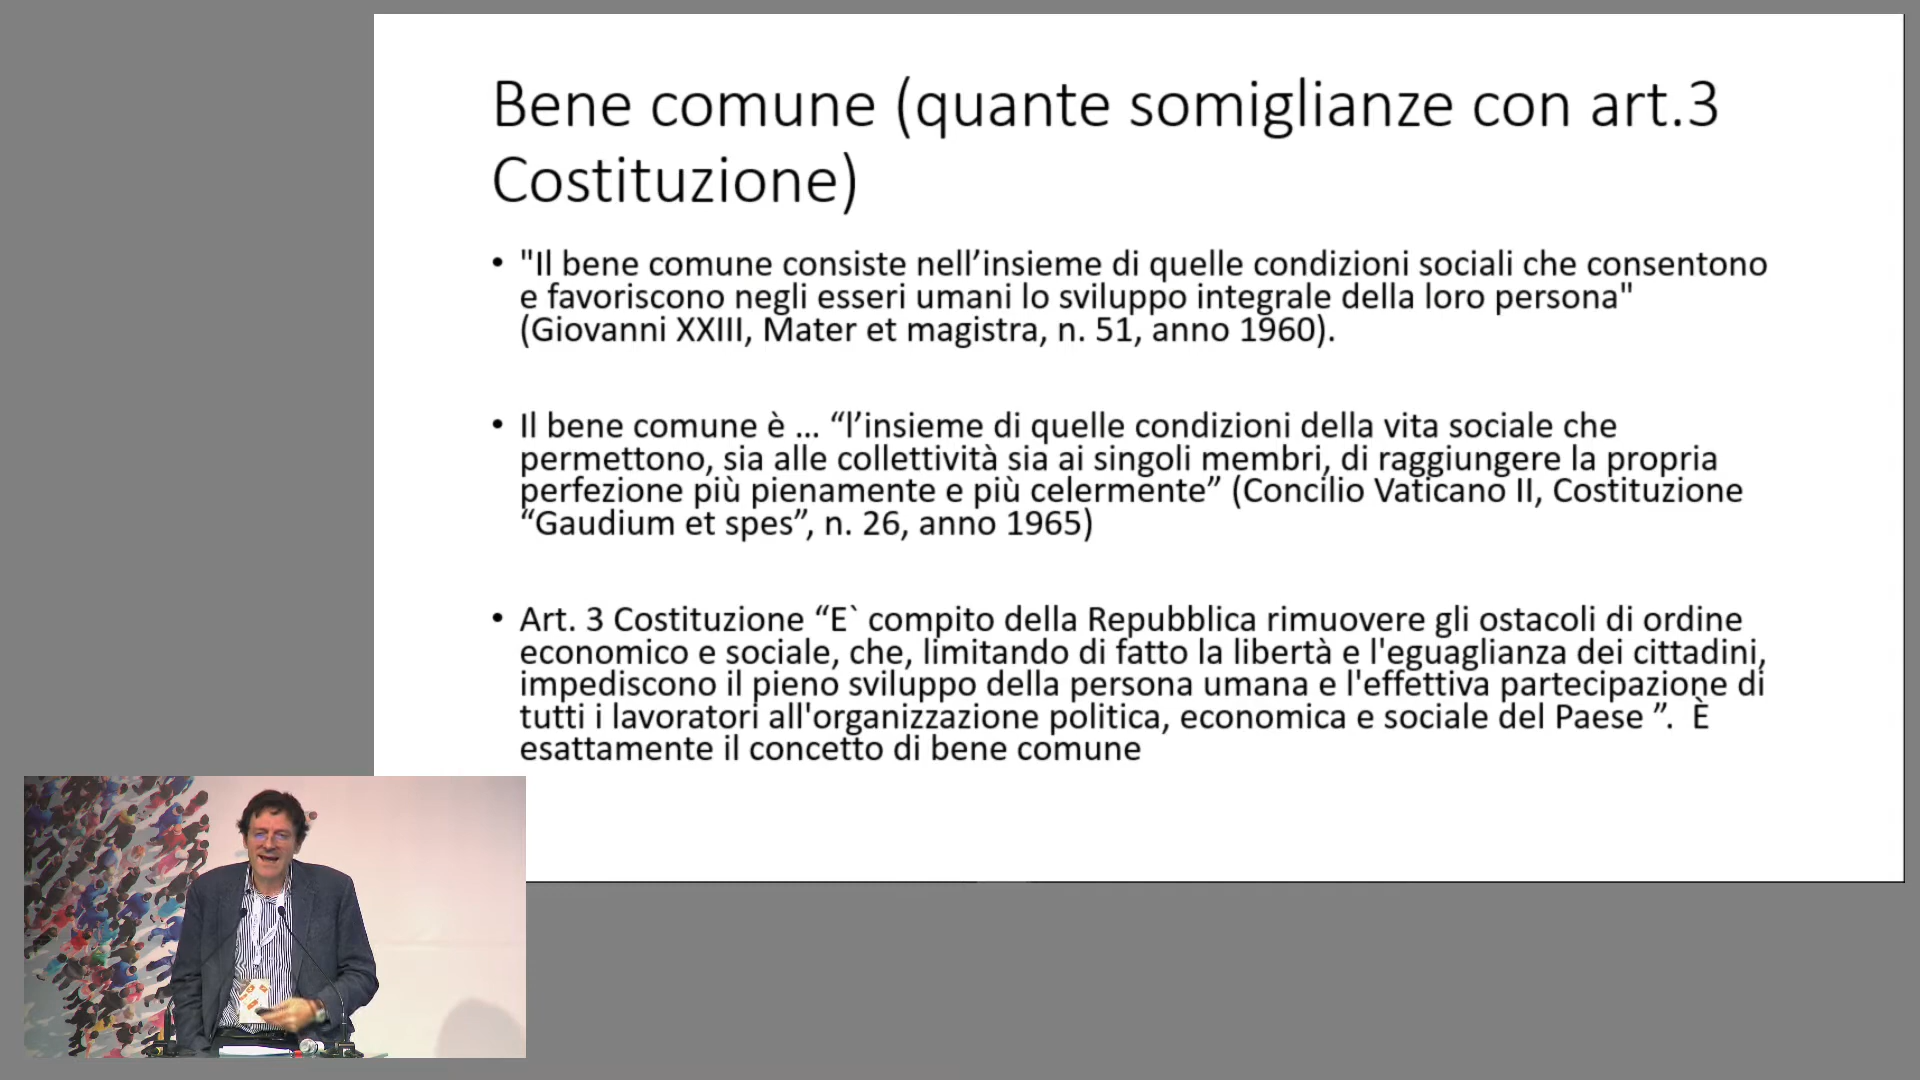 Bene comune (quante somiglianze con art.3
Costituzione)
• "Il bene comune consiste nell’insieme di quelle condizioni sociali che consentono
e favoriscono negli esseri umani lo sviluppo integrale della loro persona"
(Giovanni XXIII, Mater et magistra, n. 51, anno 1960).
• Il bene comune è … “l’insieme di quelle condizioni della vita sociale che
permettono, sia alle collettività sia ai singoli membri, di raggiungere la propria
perfezione più pienamente e più celermente” (Concilio Vaticano II, Costituzione
“Gaudium et spes”, n. 26, anno 1965)
• Art. 3 Costituzione “E` compito della Repubblica rimuovere gli ostacoli di ordine
economico e sociale, che, limitando di fatto la libertà e l'eguaglianza dei cittadini,
impediscono il pieno sviluppo della persona umana e l'effettiva partecipazione di
tutti i lavoratori all'organizzazione politica, economica e sociale del Paese ”.  È
esattamente il concetto di bene comune